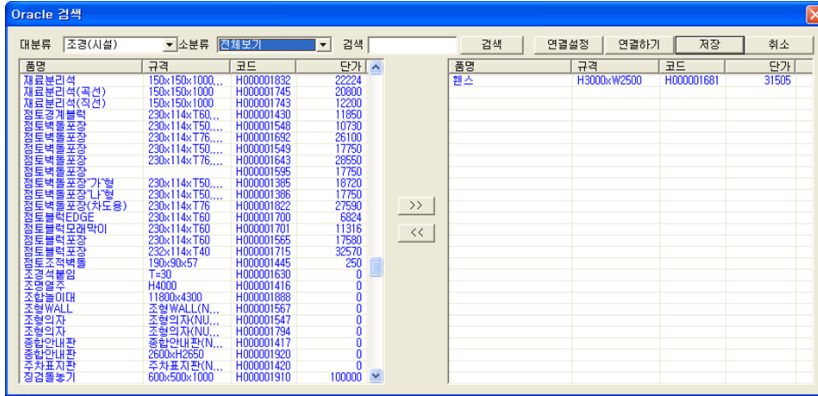 Oracle 검색
대분류 조경(시설) 소분류 전체보기 검색 검색 연결설정 연결하기 저장 취소
품명 규격 코드 단가 품명 규격 코드 단가
재료분리석 150x150x1000,... H000001832 22224 휀스 H3000xW2500 H000001681 31505
재료분리석(곡선) 150x150x1000 H000001745 20800
재료분리석(직선) 150x150x1000 H000001743 12200
점토경계블럭 230x114xT60,... H000001430 11850
점토벽돌포장 230x114xT50,... H000001548 10730
점토벽돌포장 230x114xT76,... H000001692 26100
점토벽돌포장 230x114xT50,... H000001549 17750
점토벽돌포장 230x114xT76,... H000001643 28550
점토벽돌포장 H000001595 17750
점토벽돌포장"가"형 230x114xT50,... H000001385 18720
점토벽돌포장"나"형 230x114xT50,... H000001386 17750
점토벽돌포장(차도용) 230x114xT76 H000001822 27590 >>
점토블럭EDGE 230x114xT60 H000001700 6824
점토블럭모래막이 230x114xT60 H000001701 11316 <<
점토블럭포장 230x114xT60 H000001565 17580
점토블럭포장 232x114xT40 H000001715 32570
점토조적벽돌 190x90x57 H000001445 250
조경석붙임 T=30 H000001630 0
조명열주 H4000 H000001416 0
조합놀이대 11800x4300 H000001888 0
조형WALL 조형WALL(N... H000001567 0
조형의자 조형의자(NU... H000001547 0
조형의자 조형의자(NU... H000001794 0
종합안내판 종합안내판(N... H000001417 0
종합안내판 2600xH2650 H000001920 0
주차표지판 주차표지판(N... H000001420 0
징검돌놓기 600x500x1000 H000001910 100000